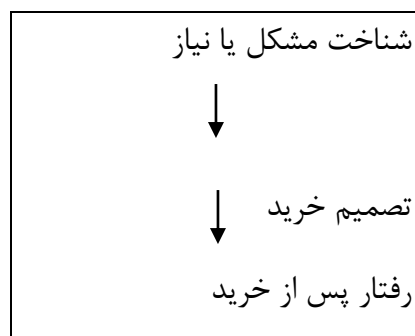 شناخت مشکل یا نیاز
تصمیم خرید
رفتار پس از خرید